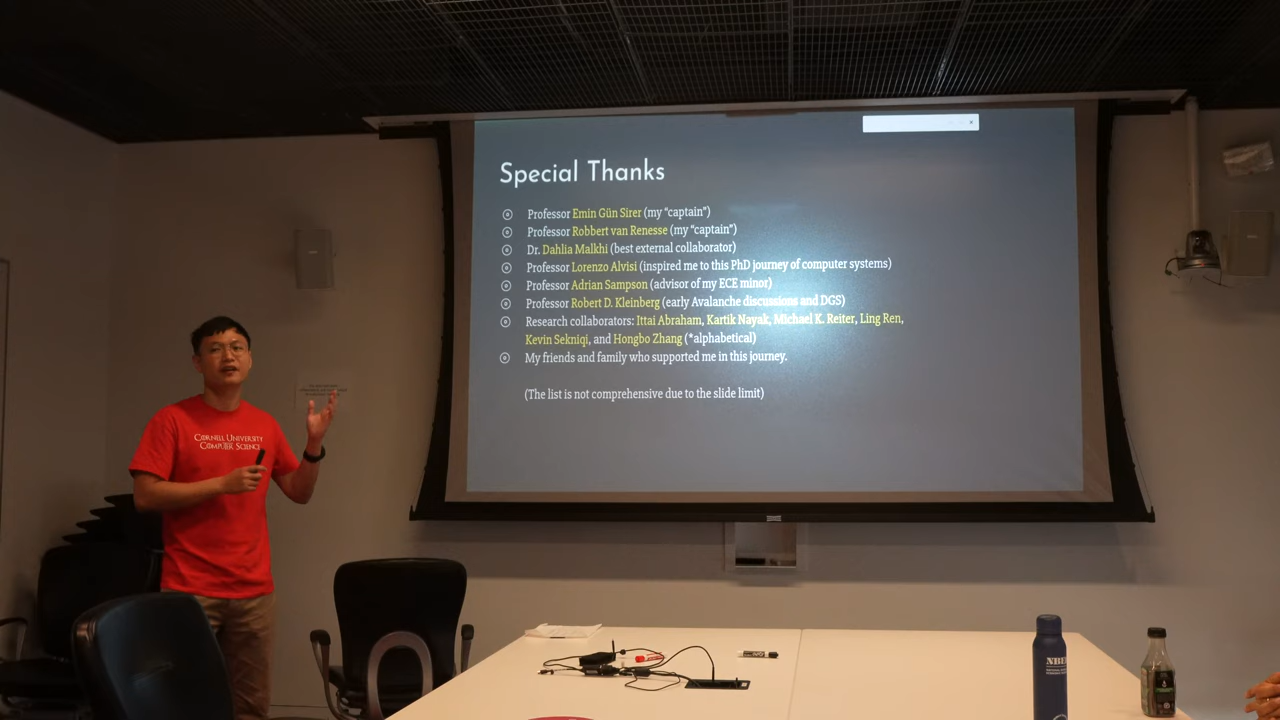 Special Thanks
Professor Emin Gün Sirer (my “captain”)
Professor Robbert van Renesse (my “captain”)
Dr. Dahlia Malkhi (best external collaborator)
Professor Lorenzo Alvisi (inspired me to this PhD journey of computer systems)
Professor Adrian Sampson (advisor of my ECE minor)
Professor Robert D. Kleinberg (early Avalanche discussions and DGS)
Research collaborators: Ittai Abraham, Kartik Nayak, Michael K. Reiter, Ling Ren,
Kevin Sekniqi, and Hongbo Zhang (*alphabetical)
My friends and family who supported me in this journey.
(The list is not comprehensive due to the slide limit)
Cornell University
Computer Science